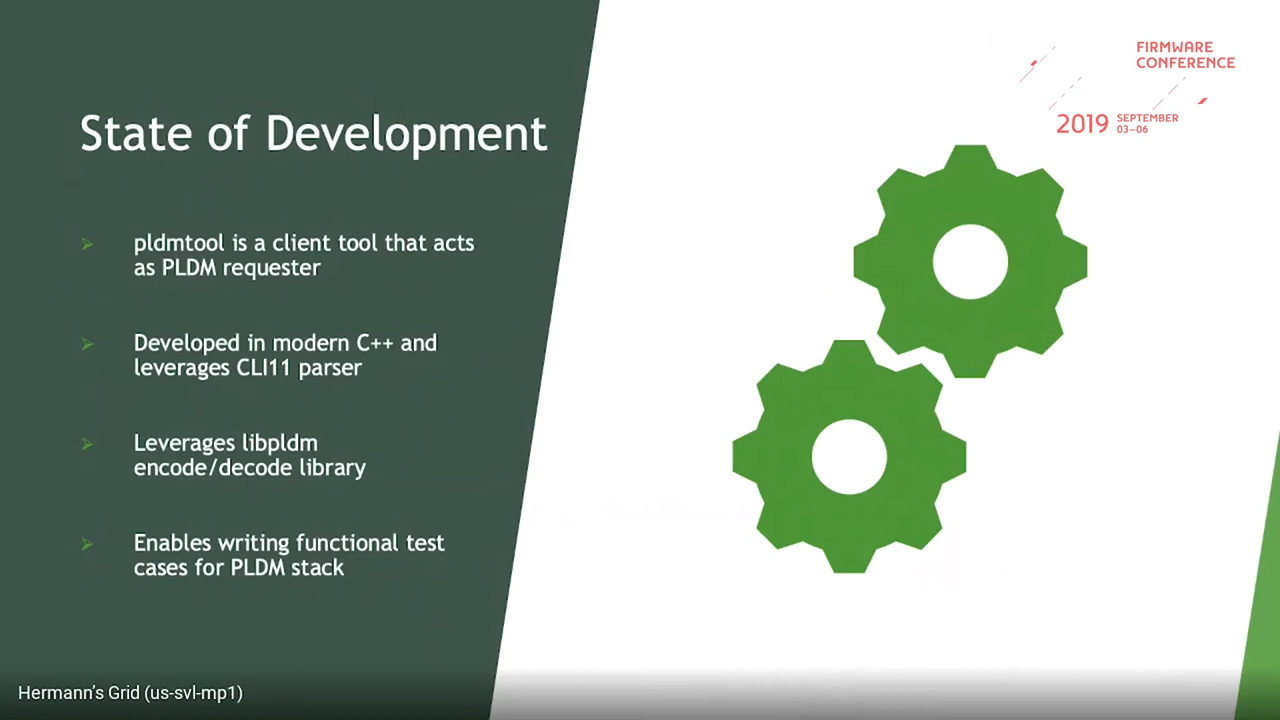 FIRMWARE
CONFERENCE
2019 SEPTEMBER
03–06
State of Development
pldmtool is a client tool that acts
as PLDM requester
Developed in modern C++ and
leverages CLI11 parser
Leverages libpldm
encode/decode library
Enables writing functional test
cases for PLDM stack
Hermann's Grid (us-svl-mp1)